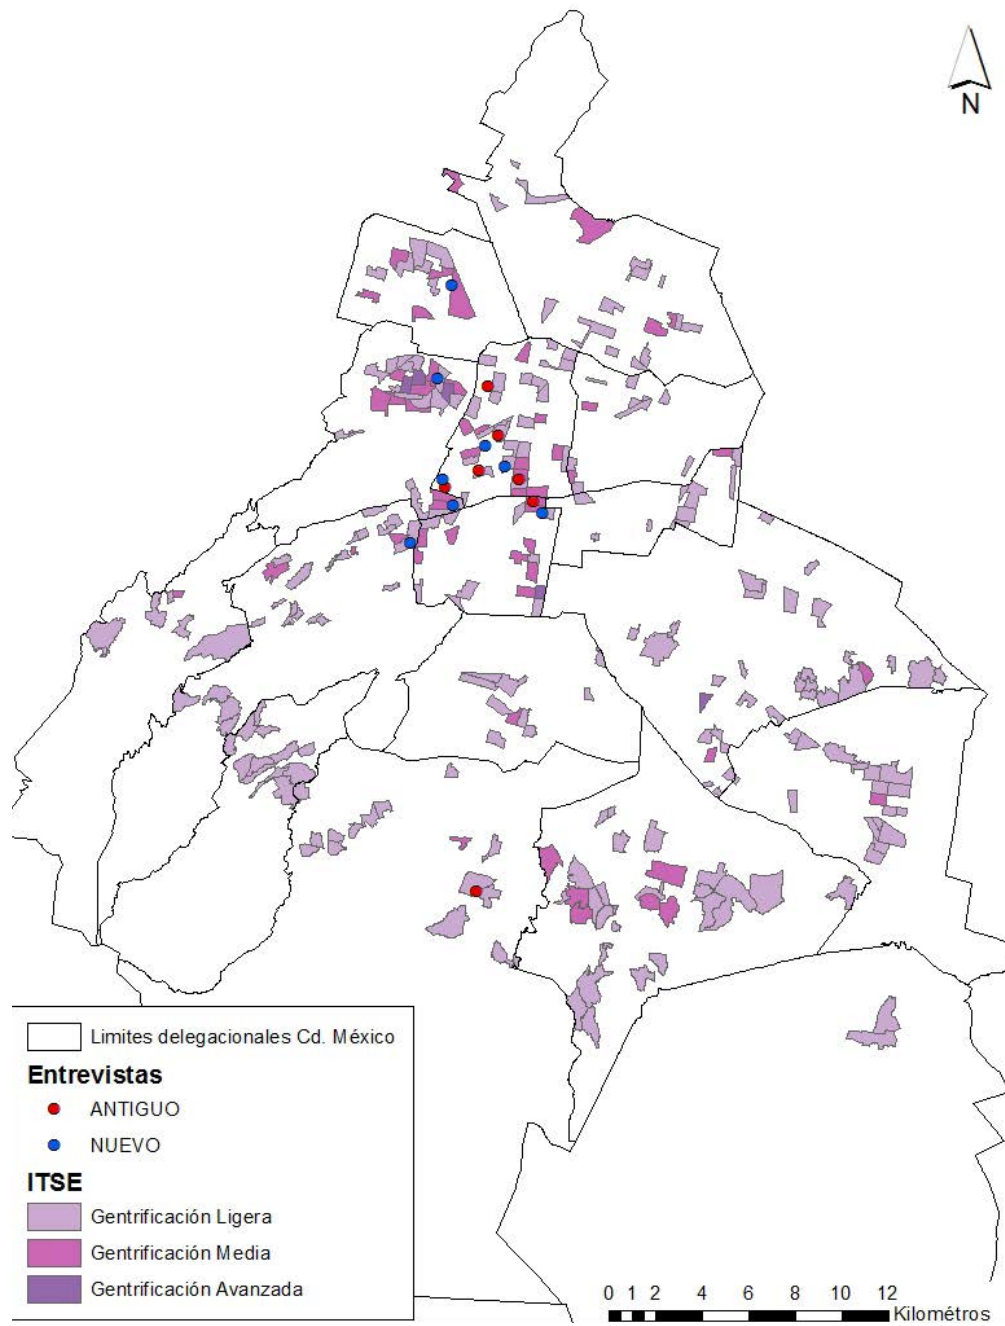 N
Limites delegacionales Cd. México
Entrevistas
ANTIGUO
NUEVO
ITSE
Gentrificación Ligera
Gentrificación Media
Gentrificación Avanzada
0 1 2 4 6 8 10 12
Kilométros